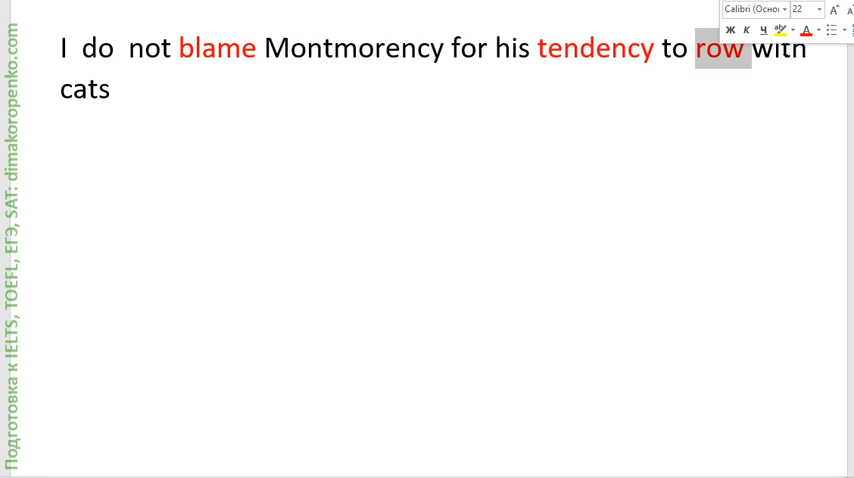 I do not blame Montmorency for his tendency to row with
cats
Calibri (Осно
22
A A
Ж К Ч aby A
Подготовка к IELTS, TOEFL, ЕГЭ, SAT: dimakoropenko.com